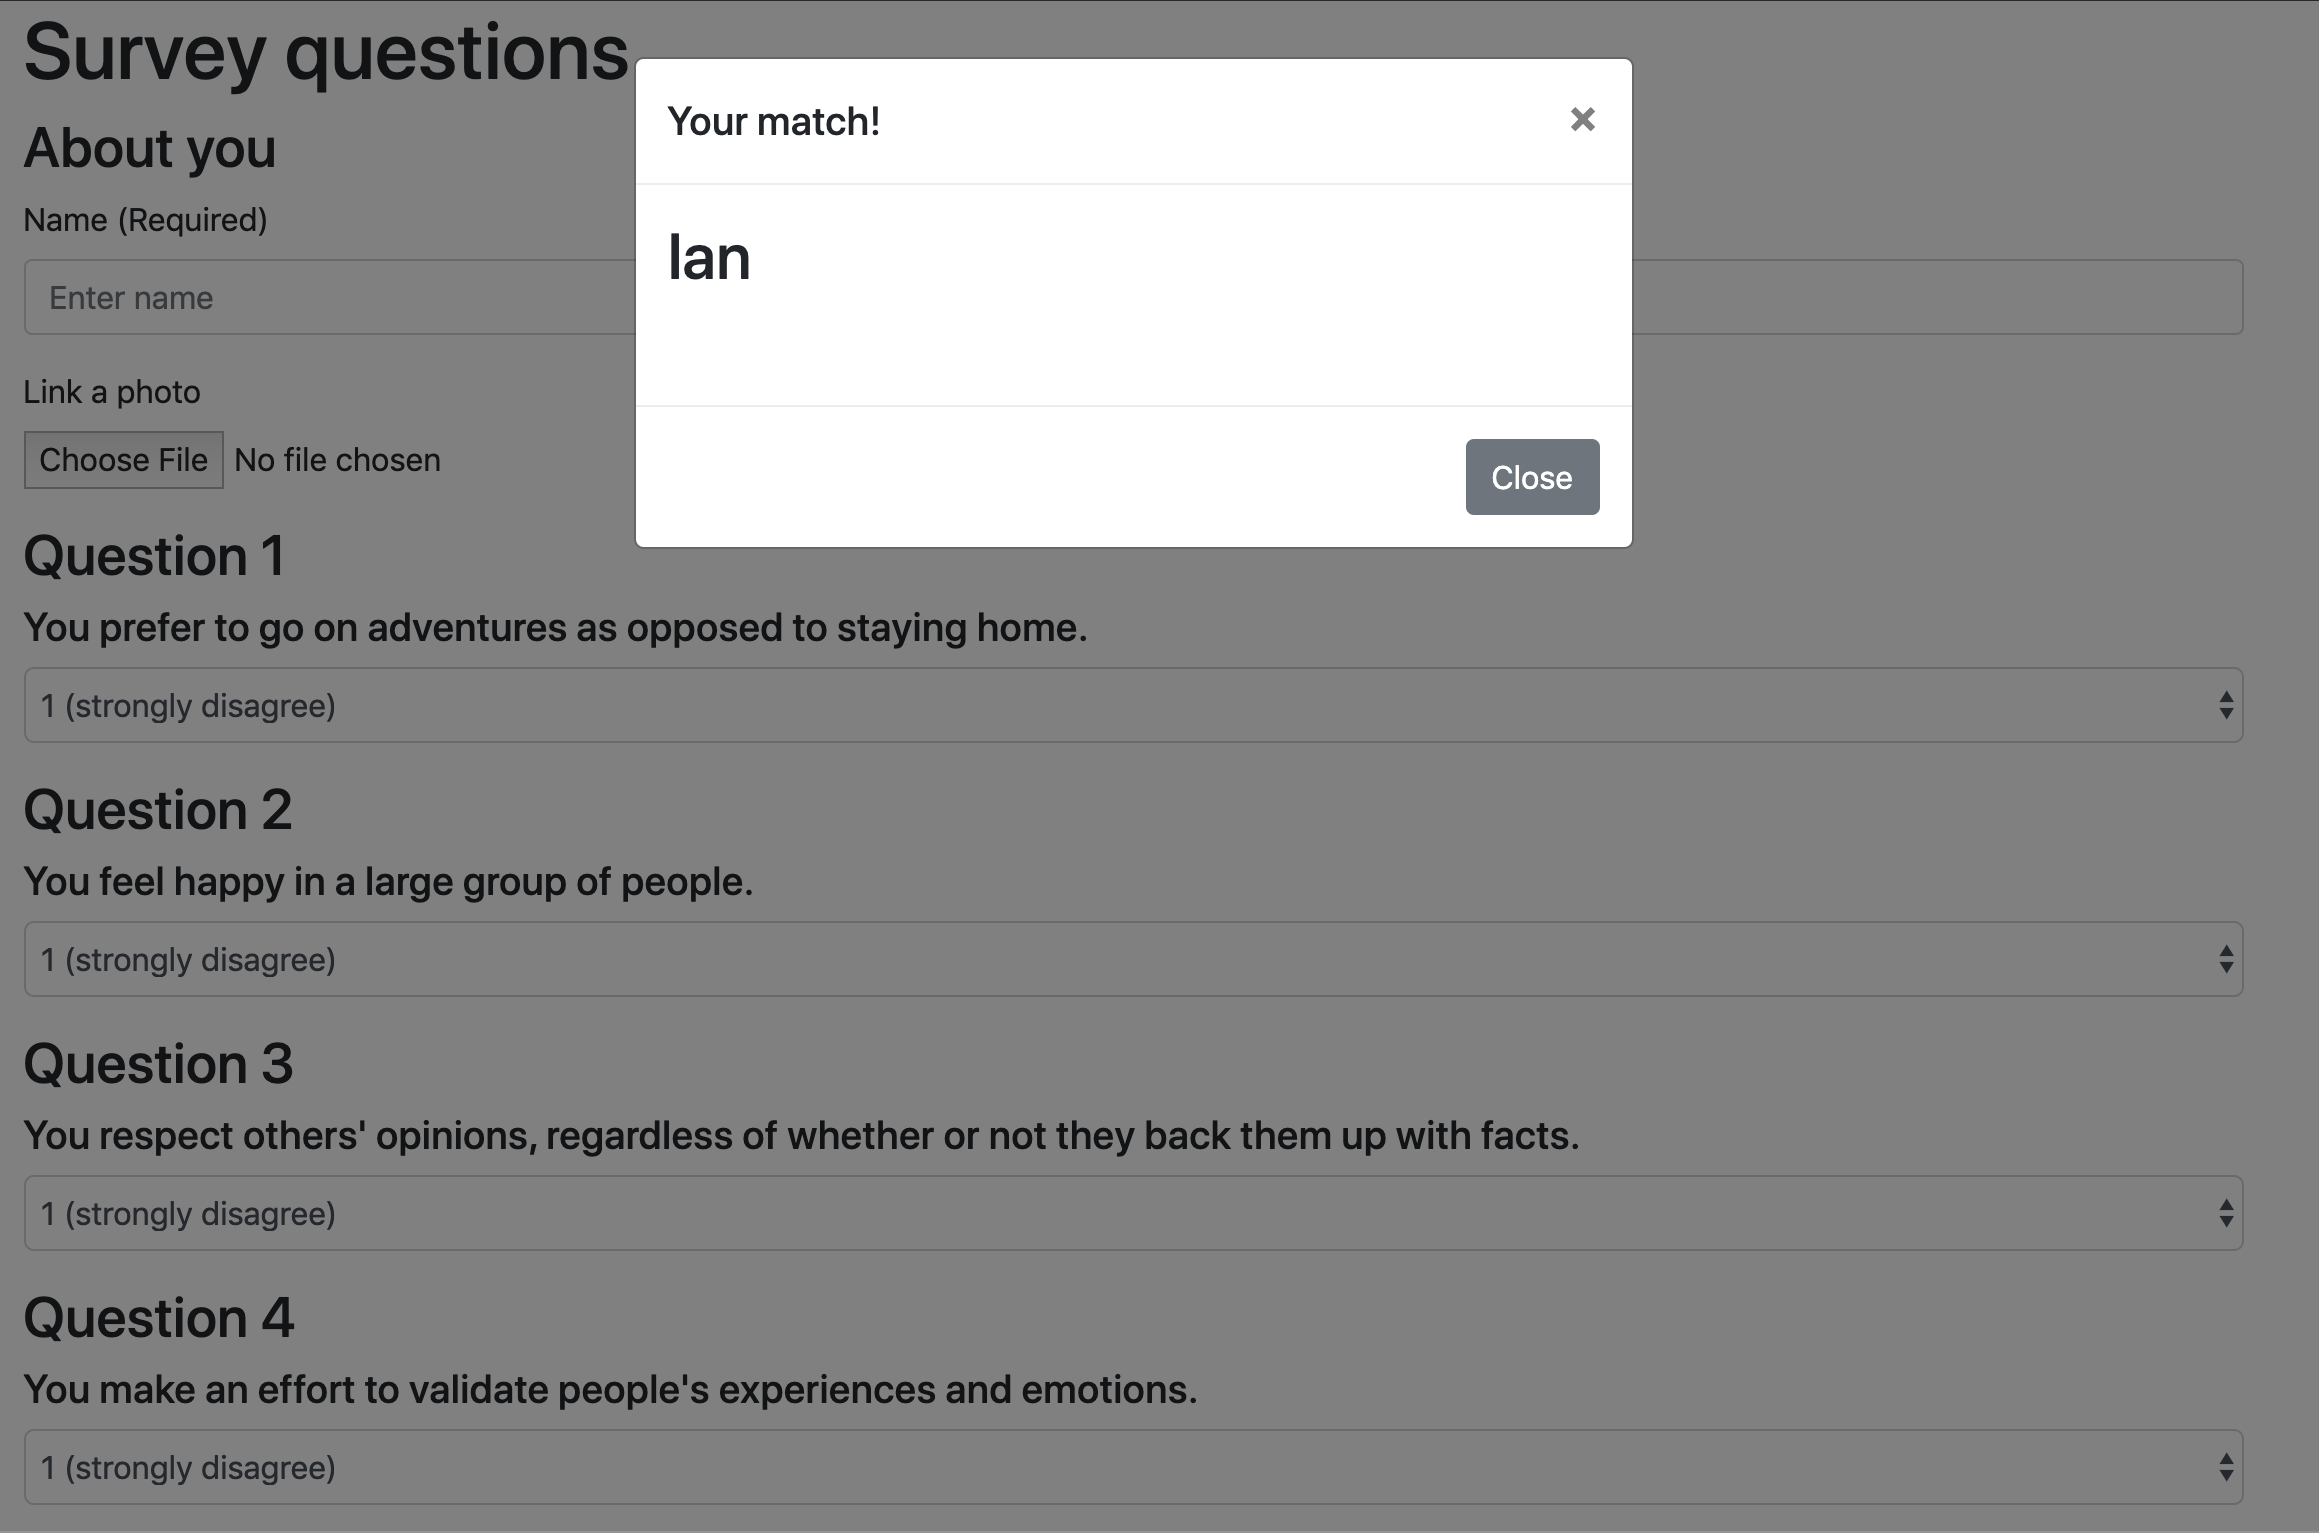 Survey questions
About you
Name (Required)
Enter name
Link a photo
Choose File No file chosen
Your match!
×
Ian
Close
Question 1
You prefer to go on adventures as opposed to staying home.
1 (strongly disagree)
Question 2
You feel happy in a large group of people.
1 (strongly disagree)
Question 3
You respect others' opinions, regardless of whether or not they back them up with facts.
1 (strongly disagree)
Question 4
You make an effort to validate people's experiences and emotions.
1 (strongly disagree)